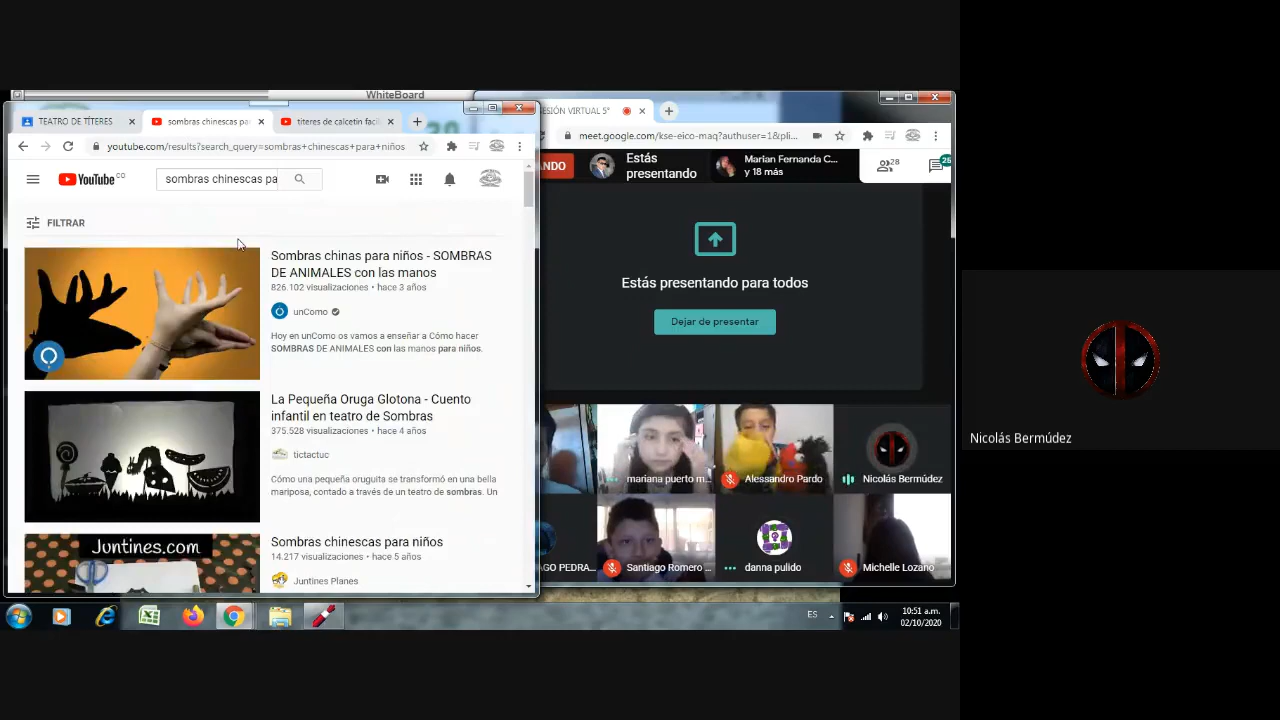 WhiteBoard
TEATRO DE TÍTERES
sombras chinescas pa
titeres de calcetin facil
youtube.com/results?search_query=sombras+chinescas+para+niños
YouTube CO
sombras chinescas pa
FILTRAR
Sombras chinas para niños - SOMBRAS
DE ANIMALES con las manos
826.102 visualizaciones • hace 3 años
unComo
Hoy en unComo os vamos a enseñar a Cómo hacer
SOMBRAS DE ANIMALES con las manos para niños.
La Pequeña Oruga Glotona - Cuento
infantil en teatro de Sombras
375.528 visualizaciones • hace 4 años
tictactuc
Cómo una pequeña oruguita se transformó en una bella
mariposa, contado a través de un teatro de sombras. Un
Juntines.com
Sombras chinescas para niños
14.217 visualizaciones • hace 5 años
Juntines Planes
ESIÓN VIRTUAL 5°
meet.google.com/kse-eico-maq?authuser=1&pli...
NDO
Estás
presentando
Marían Fernanda C...
y 18 más
28
25
Estás presentando para todos
Dejar de presentar
mariana puerto m...
Alessandro Pardo
Nicolás Bermúdez
GO PEDRA...
Santiago Romero ...
danna pulido
Michelle Lozano
ES
10:51 a.m.
02/10/2020
Nicolás Bermúdez